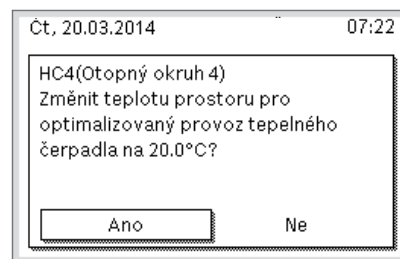 Čt, 20.03.2014 07:22
HC4(Otopný okruh 4)
Změnit teplotu prostoru pro
optimalizovaný provoz tepelného
čerpadla na 20.0°C?
Ano Ne